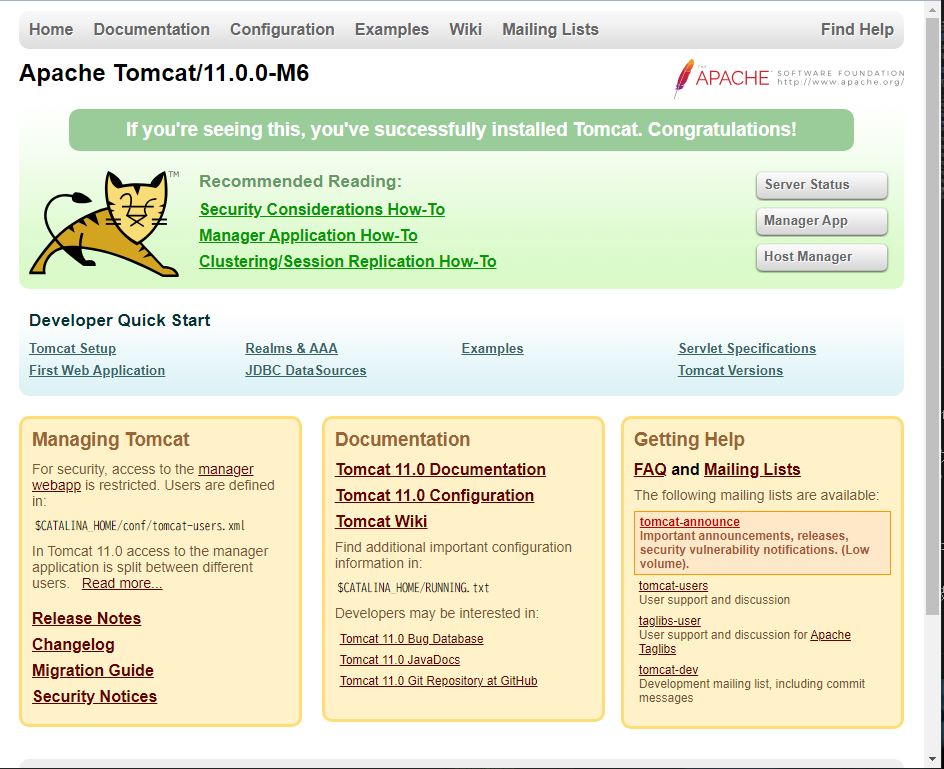 Home Documentation Configuration Examples Wiki Mailing Lists Find Help
Apache Tomcat/11.0.0-M6
THE APACHE SOFTWARE FOUNDATION
http://www.apache.org/
If you're seeing this, you've successfully installed Tomcat. Congratulations!
TM
Recommended Reading:
Security Considerations How-To
Manager Application How-To
Clustering/Session Replication How-To
Server Status
Manager App
Host Manager
Developer Quick Start
Tomcat Setup
First Web Application
Realms & AAA
JDBC DataSources
Examples
Servlet Specifications
Tomcat Versions
Managing Tomcat
For security, access to the manager
webapp is restricted. Users are defined
in:
$CATALINA_HOME/conf/tomcat-users.xml
In Tomcat 11.0 access to the manager
application is split between different
users. Read more...
Release Notes
Changelog
Migration Guide
Security Notices
Documentation
Tomcat 11.0 Documentation
Tomcat 11.0 Configuration
Tomcat Wiki
Find additional important configuration
information in:
$CATALINA_HOME/RUNNING.txt
Developers may be interested in:
Tomcat 11.0 Bug Database
Tomcat 11.0 JavaDocs
Tomcat 11.0 Git Repository at GitHub
Getting Help
FAQ and Mailing Lists
The following mailing lists are available:
tomcat-announce
Important announcements, releases,
security vulnerability notifications. (Low
volume).
tomcat-users
User support and discussion
taglibs-user
User support and discussion for Apache
Taglibs
tomcat-dev
Development mailing list, including commit
messages